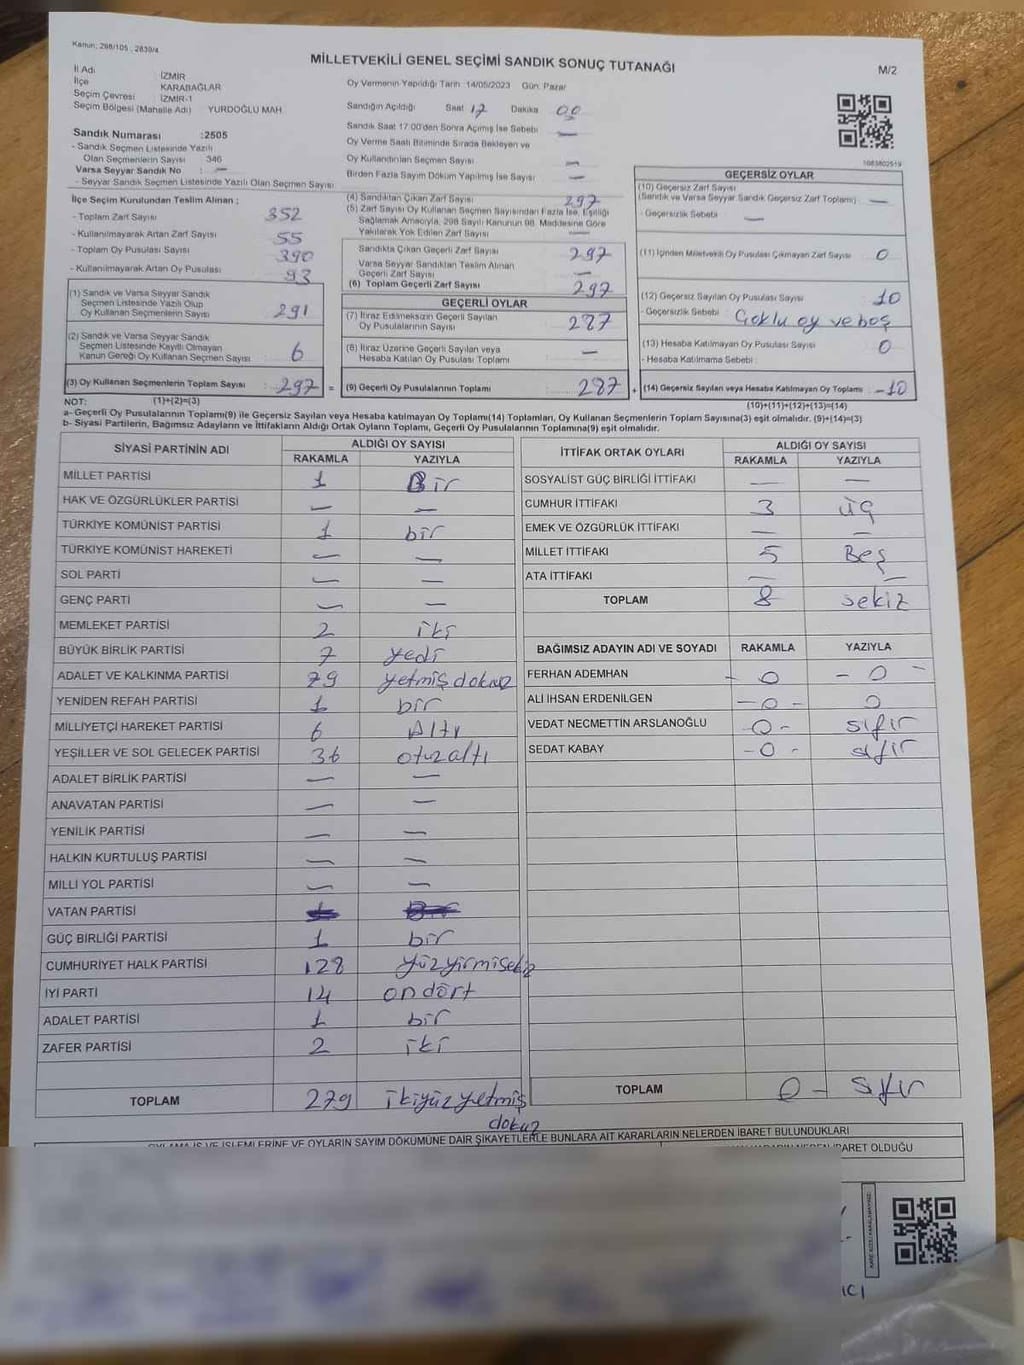 Kanun: 298/105 , 2839/4
MİLLETVEKİLİ GENEL SEÇİMİ SANDIK SONUÇ TUTANAĞI
M/2
İl Adı : İZMİR
İlçe KARABAĞLAR
Seçim Çevresi : İZMİR-1
Seçim Bölgesi (Mahalle Adı) YURDOĞLU MAH.
Sandık Numarası :2505
- Sandık Seçmen Listesinde Yazılı
Olan Seçmenlerin Sayısı : 346
Varsa Seyyar Sandık No : —
- Seyyar Sandık Seçmen Listesinde Yazılı Olan Seçmen Sayısı
Oy Vermenin Yapıldığı Tarih :14/05/2023 Gün: Pazar
Sandığın Açıldığı Saat 17 Dakika 00
Sandık Saat 17:00'den Sonra Açılmış İse Sebebi —
Oy Verme Saati Bitiminde Sırada Bekleyen ve
Oy Kullandırılan Seçmen Sayısı —
Birden Fazla Sayım Döküm Yapılmış İse Sayısı —
1083802519
İlçe Seçim Kurulundan Teslim Alınan ;
- Toplam Zarf Sayısı 352
- Kullanılmayarak Artan Zarf Sayısı 55
- Toplam Oy Pusulası Sayısı 390
- Kullanılmayarak Artan Oy Pusulası 93
(1) Sandık ve Varsa Seyyar Sandık
Seçmen Listesinde Yazılı Olup
Oy Kullanan Seçmenlerin Sayısı : 291
(2) Sandık ve Varsa Seyyar Sandık
Seçmen Listesinde Kayıtlı Olmayan
Kanun Gereği Oy Kullanan Seçmen Sayısı : 6
(3) Oy Kullanan Seçmenlerin Toplam Sayısı : 297 =
(4) Sandıktan Çıkan Zarf Sayısı 297
(5) Zarf Sayısı Oy Kullanan Seçmen Sayısından Fazla İse, Eşitliği
Sağlamak Amacıyla, 298 Sayılı Kanunun 98. Maddesine Göre
Yakılarak Yok Edilen Zarf Sayısı —
Sandıkta Çıkan Geçerli Zarf Sayısı 297
Varsa Seyyar Sandıktan Teslim Alınan
Geçerli Zarf Sayısı —
(6) Toplam Geçerli Zarf Sayısı 297
GEÇERLİ OYLAR
(7) İtiraz Edilmeksizin Geçerli Sayılan
Oy Pusulalarının Sayısı : 287
(8) İtiraz Üzerine Geçerli Sayılan veya
Hesaba Katılan Oy Pusulası Toplamı : —
(9) Geçerli Oy Pusulalarının Toplamı : 287 +
GEÇERSİZ OYLAR
(10) Geçersiz Zarf Sayısı
(Sandık ve Varsa Seyyar Sandık Geçersiz Zarf Toplamı) : —
- Geçersizlik Sebebi : —
(11) İçinden Milletvekili Oy Pusulası Çıkmayan Zarf Sayısı : 0
(12) Geçersiz Sayılan Oy Pusulası Sayısı : 10
- Geçersizlik Sebebi : Çoklu oy ve boş
(13) Hesaba Katılmayan Oy Pusulası Sayısı : 0
- Hesaba Katılmama Sebebi :
(14) Geçersiz Sayılan veya Hesaba Katılmayan Oy Toplamı : -10
NOT: (1)+(2)=(3) (10)+(11)+(12)+(13)=(14)
a- Geçerli Oy Pusulalarının Toplamı(9) ile Geçersiz Sayılan veya Hesaba katılmayan Oy Toplamı(14) Toplamları, Oy Kullanan Seçmenlerin Toplam Sayısına(3) eşit olmalıdır. (9)+(14)=(3)
b- Siyasi Partilerin, Bağımsız Adayların ve İttifakların Aldığı Ortak Oyların Toplamı, Geçerli Oy Pusulalarının Toplamına(9) eşit olmalıdır.
SİYASİ PARTİNİN ADI ALDIĞI OY SAYISI
RAKAMLA YAZIYLA
MİLLET PARTİSİ 1 Bir
HAK VE ÖZGÜRLÜKLER PARTİSİ — —
TÜRKİYE KOMÜNİST PARTİSİ 1 bir
TÜRKİYE KOMÜNİST HAREKETİ — —
SOL PARTİ — —
GENÇ PARTİ — —
MEMLEKET PARTİSİ 2 iki
BÜYÜK BİRLİK PARTİSİ 7 yedi
ADALET VE KALKINMA PARTİSİ 79 yetmiş dokuz
YENİDEN REFAH PARTİSİ 1 bir
MİLLİYETÇİ HAREKET PARTİSİ 6 Altı
YEŞİLLER VE SOL GELECEK PARTİSİ 36 otuzaltı
ADALET BİRLİK PARTİSİ — —
ANAVATAN PARTİSİ — —
YENİLİK PARTİSİ — —
HALKIN KURTULUŞ PARTİSİ — —
MİLLİ YOL PARTİSİ — —
VATAN PARTİSİ
GÜÇ BİRLİĞİ PARTİSİ 1 bir
CUMHURİYET HALK PARTİSİ 128 yüzyirmisekiz
İYİ PARTİ 14 ondört
ADALET PARTİSİ 1 bir
ZAFER PARTİSİ 2 iki
TOPLAM 279 ikiyüzyetmiş
dokuz
İTTİFAK ORTAK OYLARI ALDIĞI OY SAYISI
RAKAMLA YAZIYLA
SOSYALİST GÜÇ BİRLİĞİ İTTİFAKI — —
CUMHUR İTTİFAKI 3 üç
EMEK VE ÖZGÜRLÜK İTTİFAKI — —
MİLLET İTTİFAKI 5 Beş
ATA İTTİFAKI — —
TOPLAM 8 sekiz
BAĞIMSIZ ADAYIN ADI VE SOYADI RAKAMLA YAZIYLA
FERHAN ADEMHAN - 0 - 0 -
ALİ İHSAN ERDENİLGEN -0- 0
VEDAT NECMETTİN ARSLANOĞLU -0- sıfır
SEDAT KABAY -0- sıfır
TOPLAM 0 - sıfır
OYLAMA İŞ VE İŞLEMLERİNE VE OYLARIN SAYIM DÖKÜMÜNE DAİR ŞİKAYETLERLE BUNLARA AİT KARARLARIN NELERDEN İBARET BULUNDUKLARI
İBARET OLDUĞU